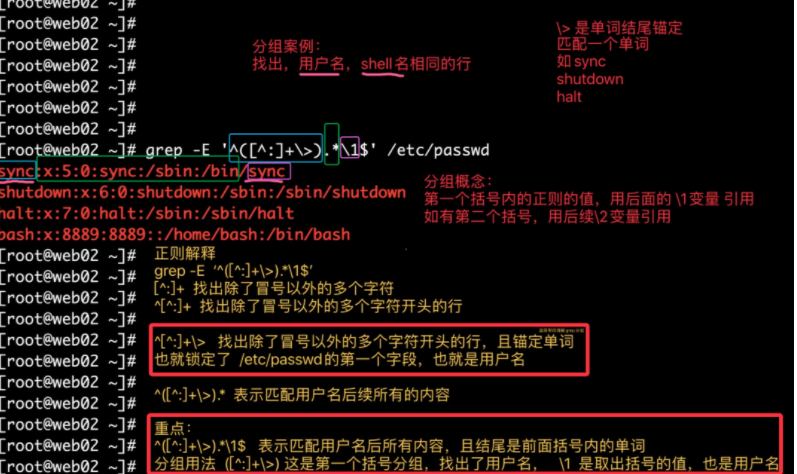 [root@web02 ~]#
[root@web02 ~]#
[root@web02 ~]#
分组案例：
找出，用户名，shell名相同的行
\> 是单词结尾锚定
匹配一个单词
如 sync
shutdown
halt
[root@web02 ~]#
[root@web02 ~]#
[root@web02 ~]#
[root@web02 ~]#
[root@web02 ~]# grep -E '^([^:]+\>).*\1$' /etc/passwd
sync:x:5:0:sync:/sbin:/bin/sync
shutdown:x:6:0:shutdown:/sbin:/sbin/shutdown
halt:x:7:0:halt:/sbin:/sbin/halt
bash:x:8889:8889::/home/bash:/bin/bash
分组概念：
第一个括号内的正则的值，用后面的 \1变量 引用
如有第二个括号，用后续\2变量引用
[root@web02 ~]# 正则解释
[root@web02 ~]# grep -E '^([^:]+\>).*\1$'
[root@web02 ~]# [^:]+ 找出除了冒号以外的多个字符
[root@web02 ~]# ^[^:]+ 找出除了冒号以外的多个字符开头的行
[root@web02 ~]#
[root@web02 ~]# ^[^:]+\> 找出除了冒号以外的多个字符开头的行，且锚定单词
[root@web02 ~]# 也就锁定了 /etc/passwd的第一个字段，也就是用户名
[root@web02 ~]#
[root@web02 ~]# ^([^:]+\>).* 表示匹配用户名后续所有的内容
[root@web02 ~]# 重点：
[root@web02 ~]# ^([^:]+\>).*\1$ 表示匹配用户名后所有内容，且结尾是前面括号内的单词
[root@web02 ~]# 分组用法 ([^:]+\>) 这是第一个括号分组，找出了用户名， \1 是取出括号的值，也是用户名